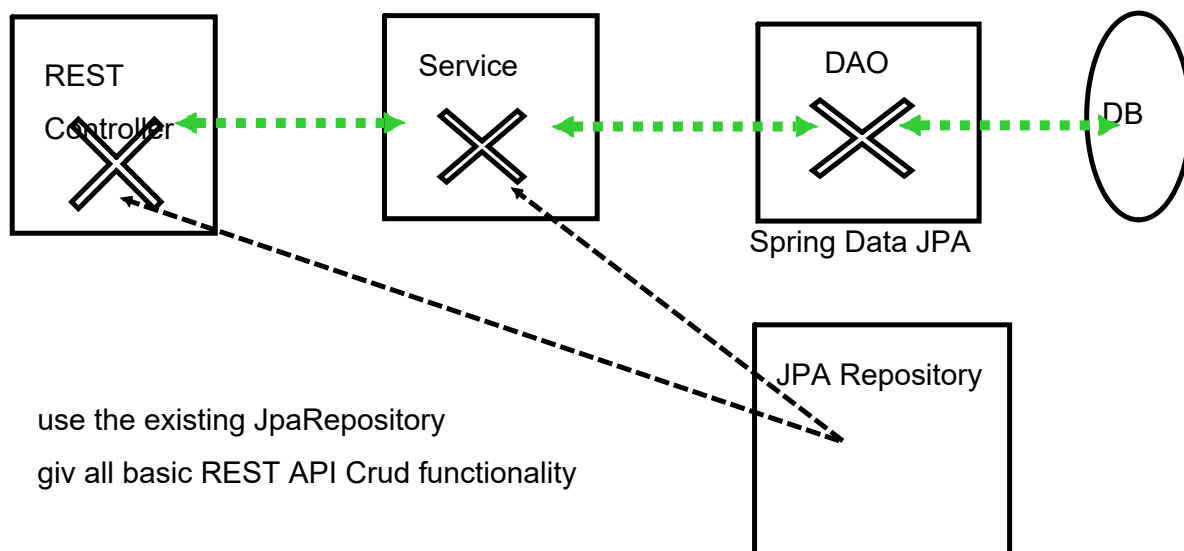 REST
Controller
Service
DAO
DB
Spring Data JPA
JPA Repository
use the existing JpaRepository
giv all basic REST API Crud functionality